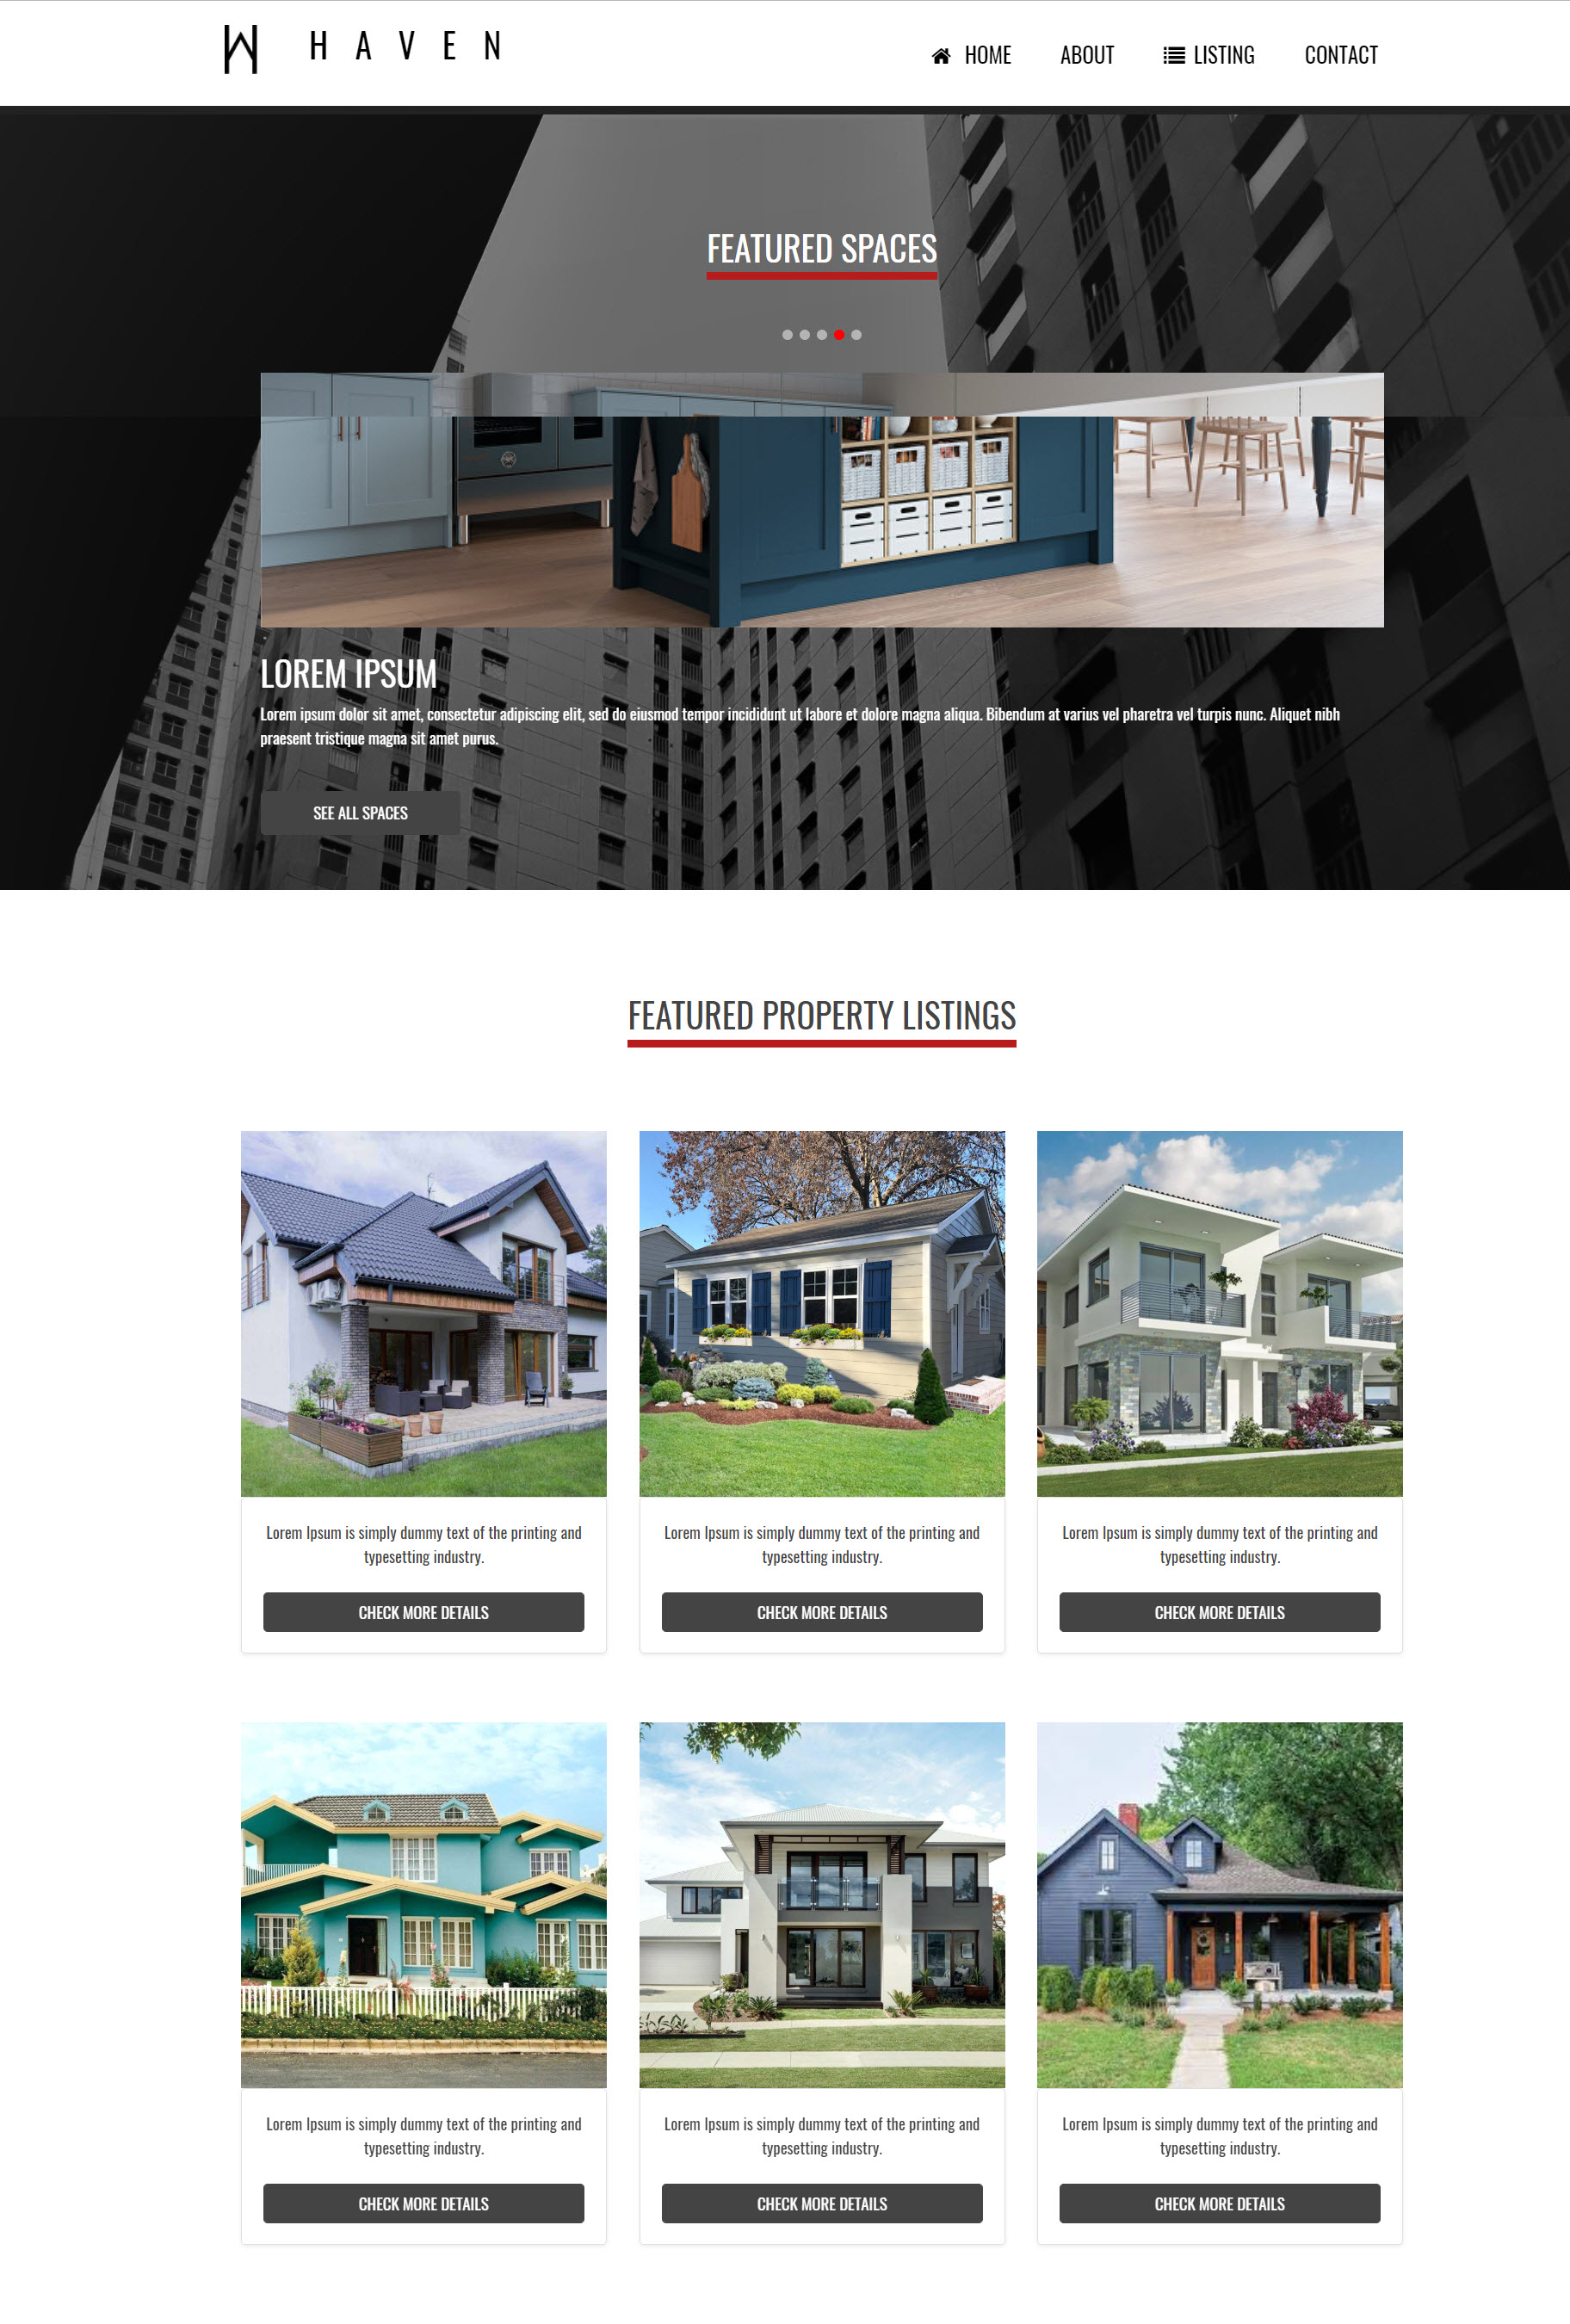 HAVEN
HOME ABOUT LISTING CONTACT
FEATURED SPACES
LOREM IPSUM
Lorem ipsum dolor sit amet, consectetur adipiscing elit, sed do eiusmod tempor incididunt ut labore et dolore magna aliqua. Bibendum at varius vel pharetra vel turpis nunc. Aliquet nibh
praesent tristique magna sit amet purus.
SEE ALL SPACES
FEATURED PROPERTY LISTINGS
Lorem Ipsum is simply dummy text of the printing and
typesetting industry.
CHECK MORE DETAILS
Lorem Ipsum is simply dummy text of the printing and
typesetting industry.
CHECK MORE DETAILS
Lorem Ipsum is simply dummy text of the printing and
typesetting industry.
CHECK MORE DETAILS
Lorem Ipsum is simply dummy text of the printing and
typesetting industry.
CHECK MORE DETAILS
Lorem Ipsum is simply dummy text of the printing and
typesetting industry.
CHECK MORE DETAILS
Lorem Ipsum is simply dummy text of the printing and
typesetting industry.
CHECK MORE DETAILS